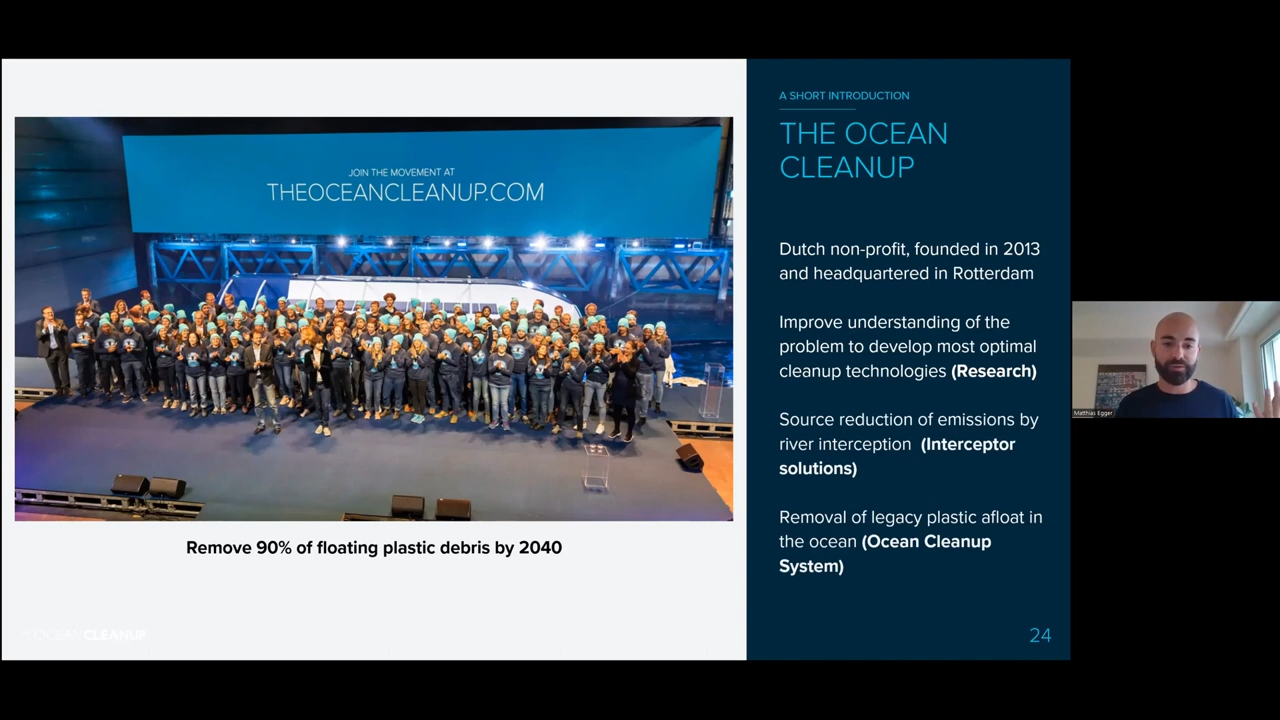 JOIN THE MOVEMENT AT
THEOCEANCLEANUP.COM
Remove 90% of floating plastic debris by 2040
OCEANCLEANUP
A SHORT INTRODUCTION
THE OCEAN
CLEANUP
Dutch non-profit, founded in 2013
and headquartered in Rotterdam
Improve understanding of the
problem to develop most optimal
cleanup technologies (Research)
Source reduction of emissions by
river interception (Interceptor
solutions)
Removal of legacy plastic afloat in
the ocean (Ocean Cleanup
System)
24
Matthias Egger